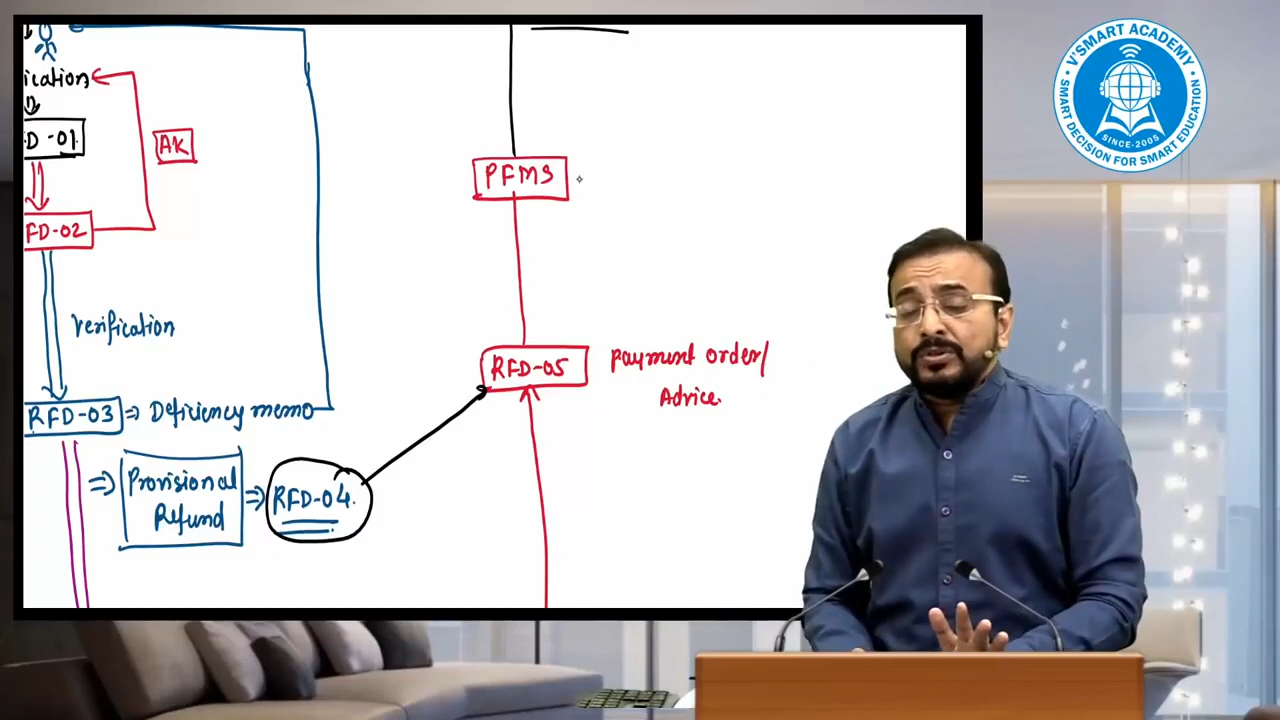 ication
D-01
AK
FD-02
verification
RFD-03 ⇒ Deficiency memo
⇒ Provisional Refund ⇒ RFD-04.
PFMS
RFD-05
Payment order/
Advice.
V'SMART ACADEMY
SINCE-2005
SMART DECISION FOR SMART EDUCATION